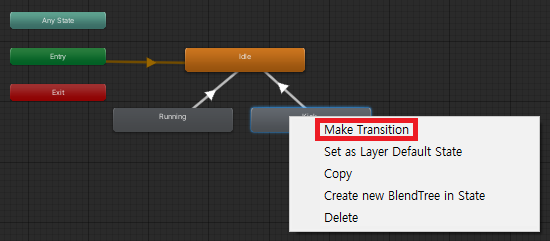 Any State
Entry
Idle
Exit
Running
Kick
Make Transition
Set as Layer Default State
Copy
Create new BlendTree in State
Delete